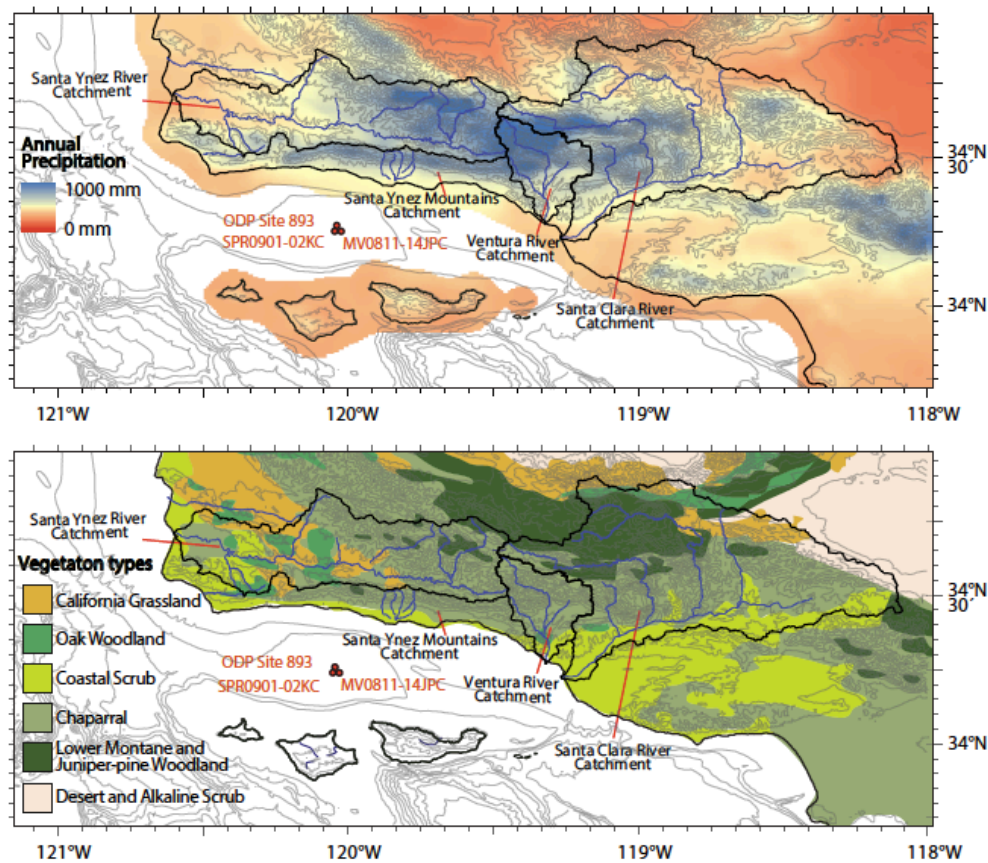 Santa Ynez River
Catchment
Annual
Precipitation
1000 mm
0 mm
Santa Ynez Mountains
Catchment
ODP Site 893
SPR0901-02KC
MV0811-14JPC
Ventura River
Catchment
Santa Clara River
Catchment
34°N
30'
34°N
121°W
120°W
119°W
118°W
Santa Ynez River
Catchment
Vegetaton types
California Grassland
Oak Woodland
Coastal Scrub
Chaparral
Lower Montane and
Juniper-pine Woodland
Desert and Alkaline Scrub
Santa Ynez Mountains
Catchment
ODP Site 893
SPR0901-02KC
MV0811-14JPC
Ventura River
Catchment
Santa Clara River
Catchment
34°N
30'
34°N
121°W
120°W
119°W
118°W